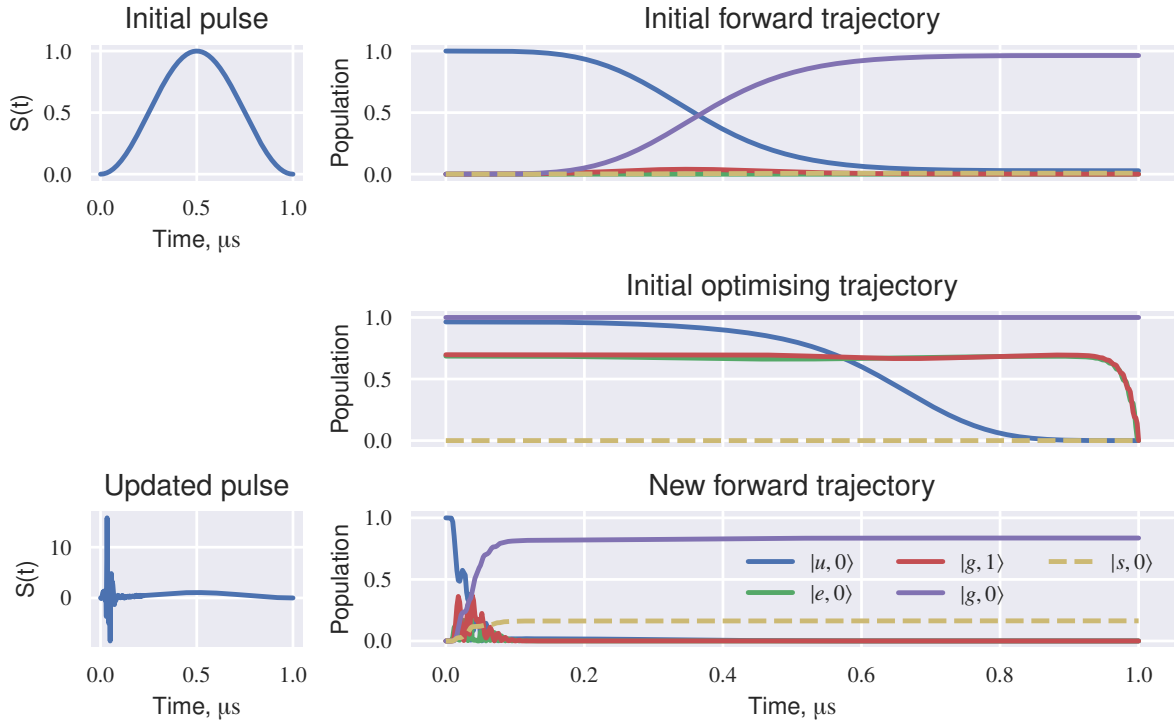 Initial pulse
Initial forward trajectory
1.0
0.5
0.0
S(t)
0.0 0.5 1.0
Time, μs
1.0
0.5
0.0
Population
Initial optimising trajectory
1.0
0.5
0.0
Population
Updated pulse
New forward trajectory
10
0
S(t)
0.0 0.5 1.0
Time, μs
1.0
0.5
0.0
Population
|u, 0⟩ |g, 1⟩ |s, 0⟩
|e, 0⟩ |g, 0⟩
0.0 0.2 0.4 0.6 0.8 1.0
Time, μs